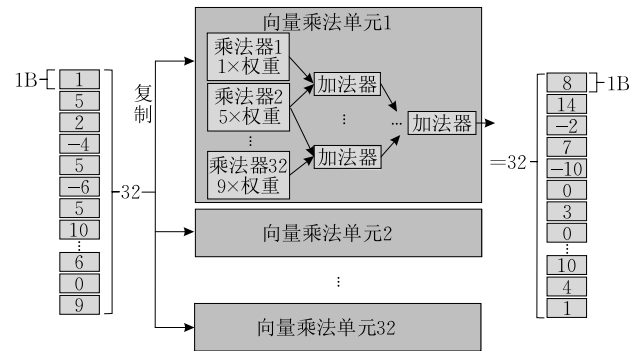 1B
1
5
2
−4
5
−6
5
10
⋮
6
0
9
32
复制
向量乘法单元1
乘法器1
1×权重
乘法器2
5×权重
⋮
乘法器32
9×权重
加法器
⋮
加法器
…
加法器
向量乘法单元2
⋮
向量乘法单元32
=32
8
14
−2
7
−10
0
3
0
⋮
10
4
1
1B